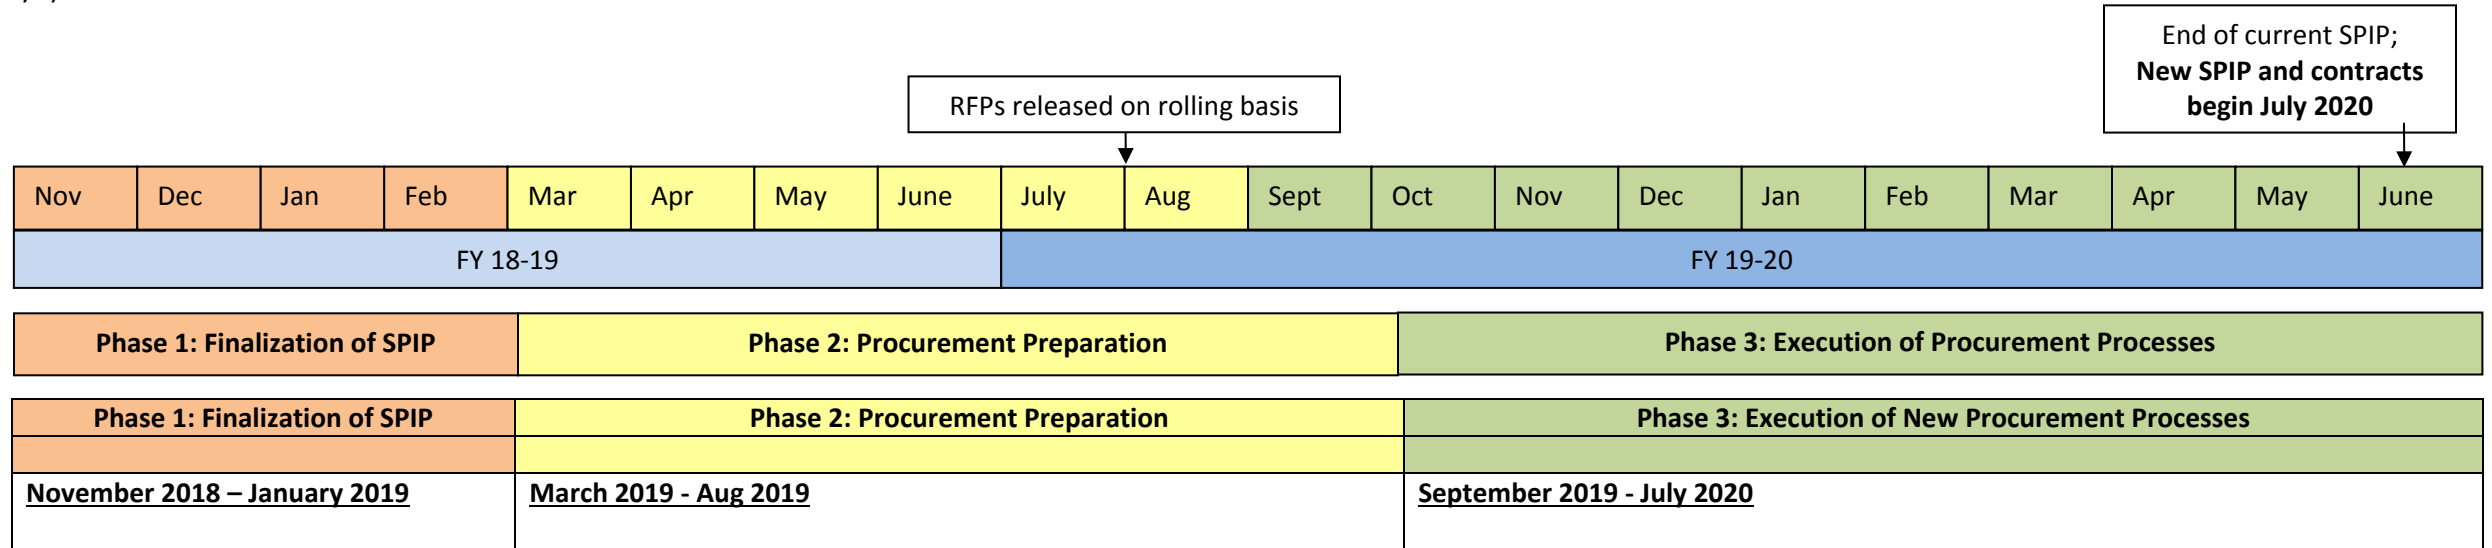 End of current SPIP;
New SPIP and contracts
begin July 2020
RFPs released on rolling basis
Nov Dec Jan Feb Mar Apr May June July Aug Sept Oct Nov Dec Jan Feb Mar Apr May June
FY 18-19 FY 19-20
Phase 1: Finalization of SPIP Phase 2: Procurement Preparation Phase 3: Execution of Procurement Processes
Phase 1: Finalization of SPIP Phase 2: Procurement Preparation Phase 3: Execution of New Procurement Processes
November 2018 – January 2019 March 2019 - Aug 2019 September 2019 - July 2020